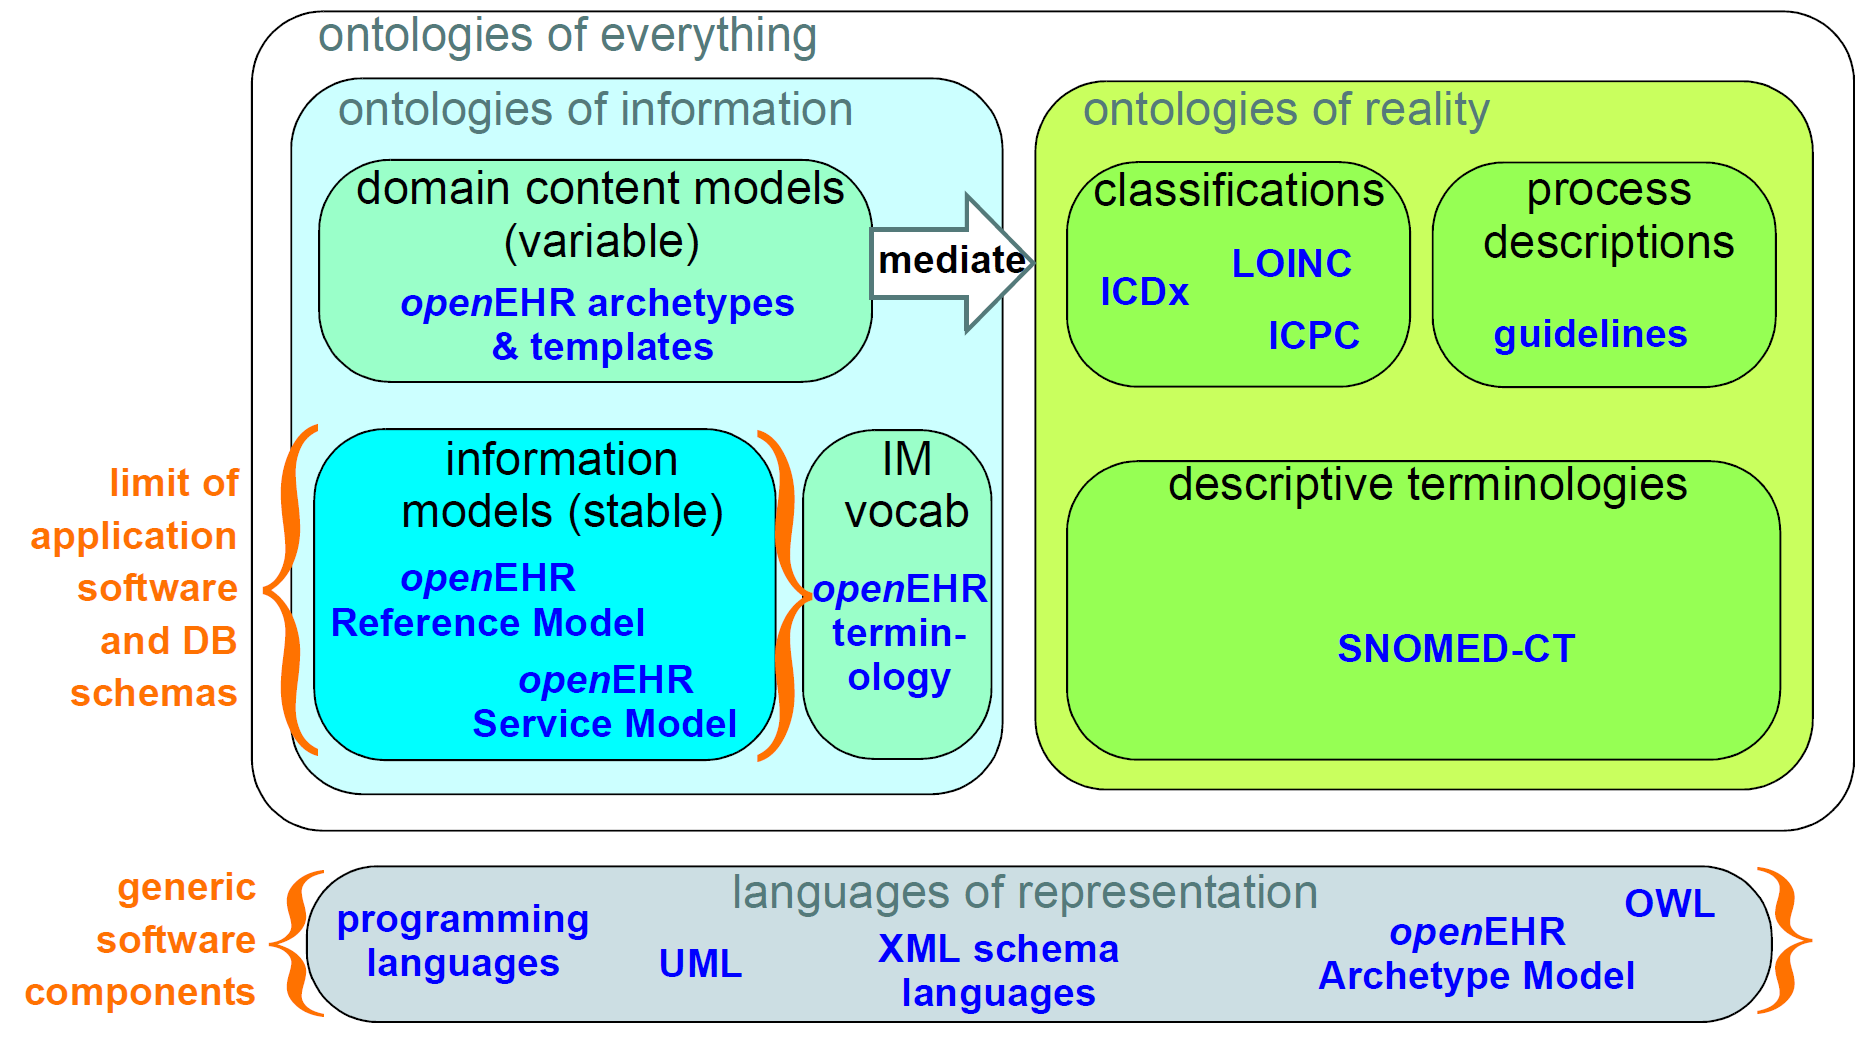 ontologies of everything
ontologies of information
domain content models
(variable)
openEHR archetypes
& templates
mediate
ontologies of reality
classifications
LOINC
ICDx
ICPC
process
descriptions
guidelines
limit of
application
software
and DB
schemas
information
models (stable)
openEHR
Reference Model
openEHR
Service Model
IM
vocab
openEHR
termin-
ology
descriptive terminologies
SNOMED-CT
generic
software
components
languages of representation
programming
languages
UML
XML schema
languages
openEHR
Archetype Model
OWL